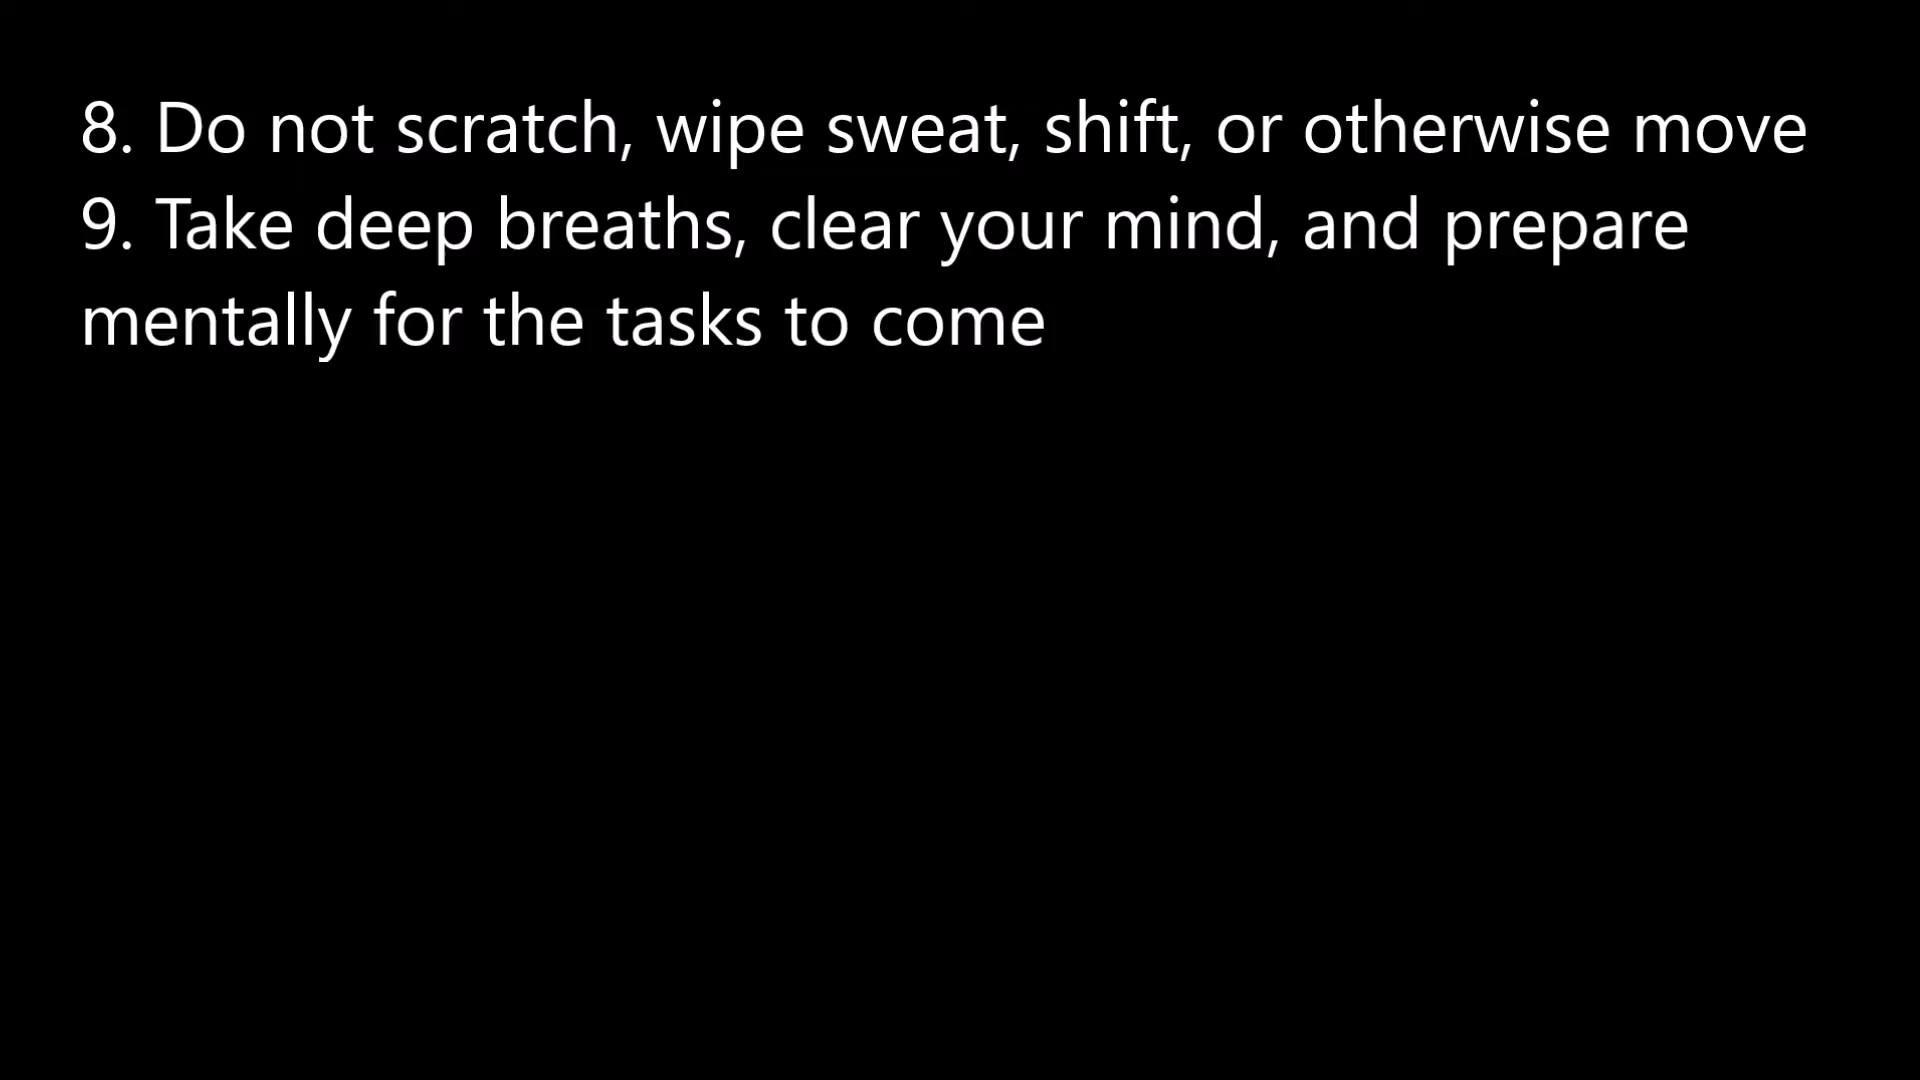 8. Do not scratch, wipe sweat, shift, or otherwise move
9. Take deep breaths, clear your mind, and prepare
mentally for the tasks to come